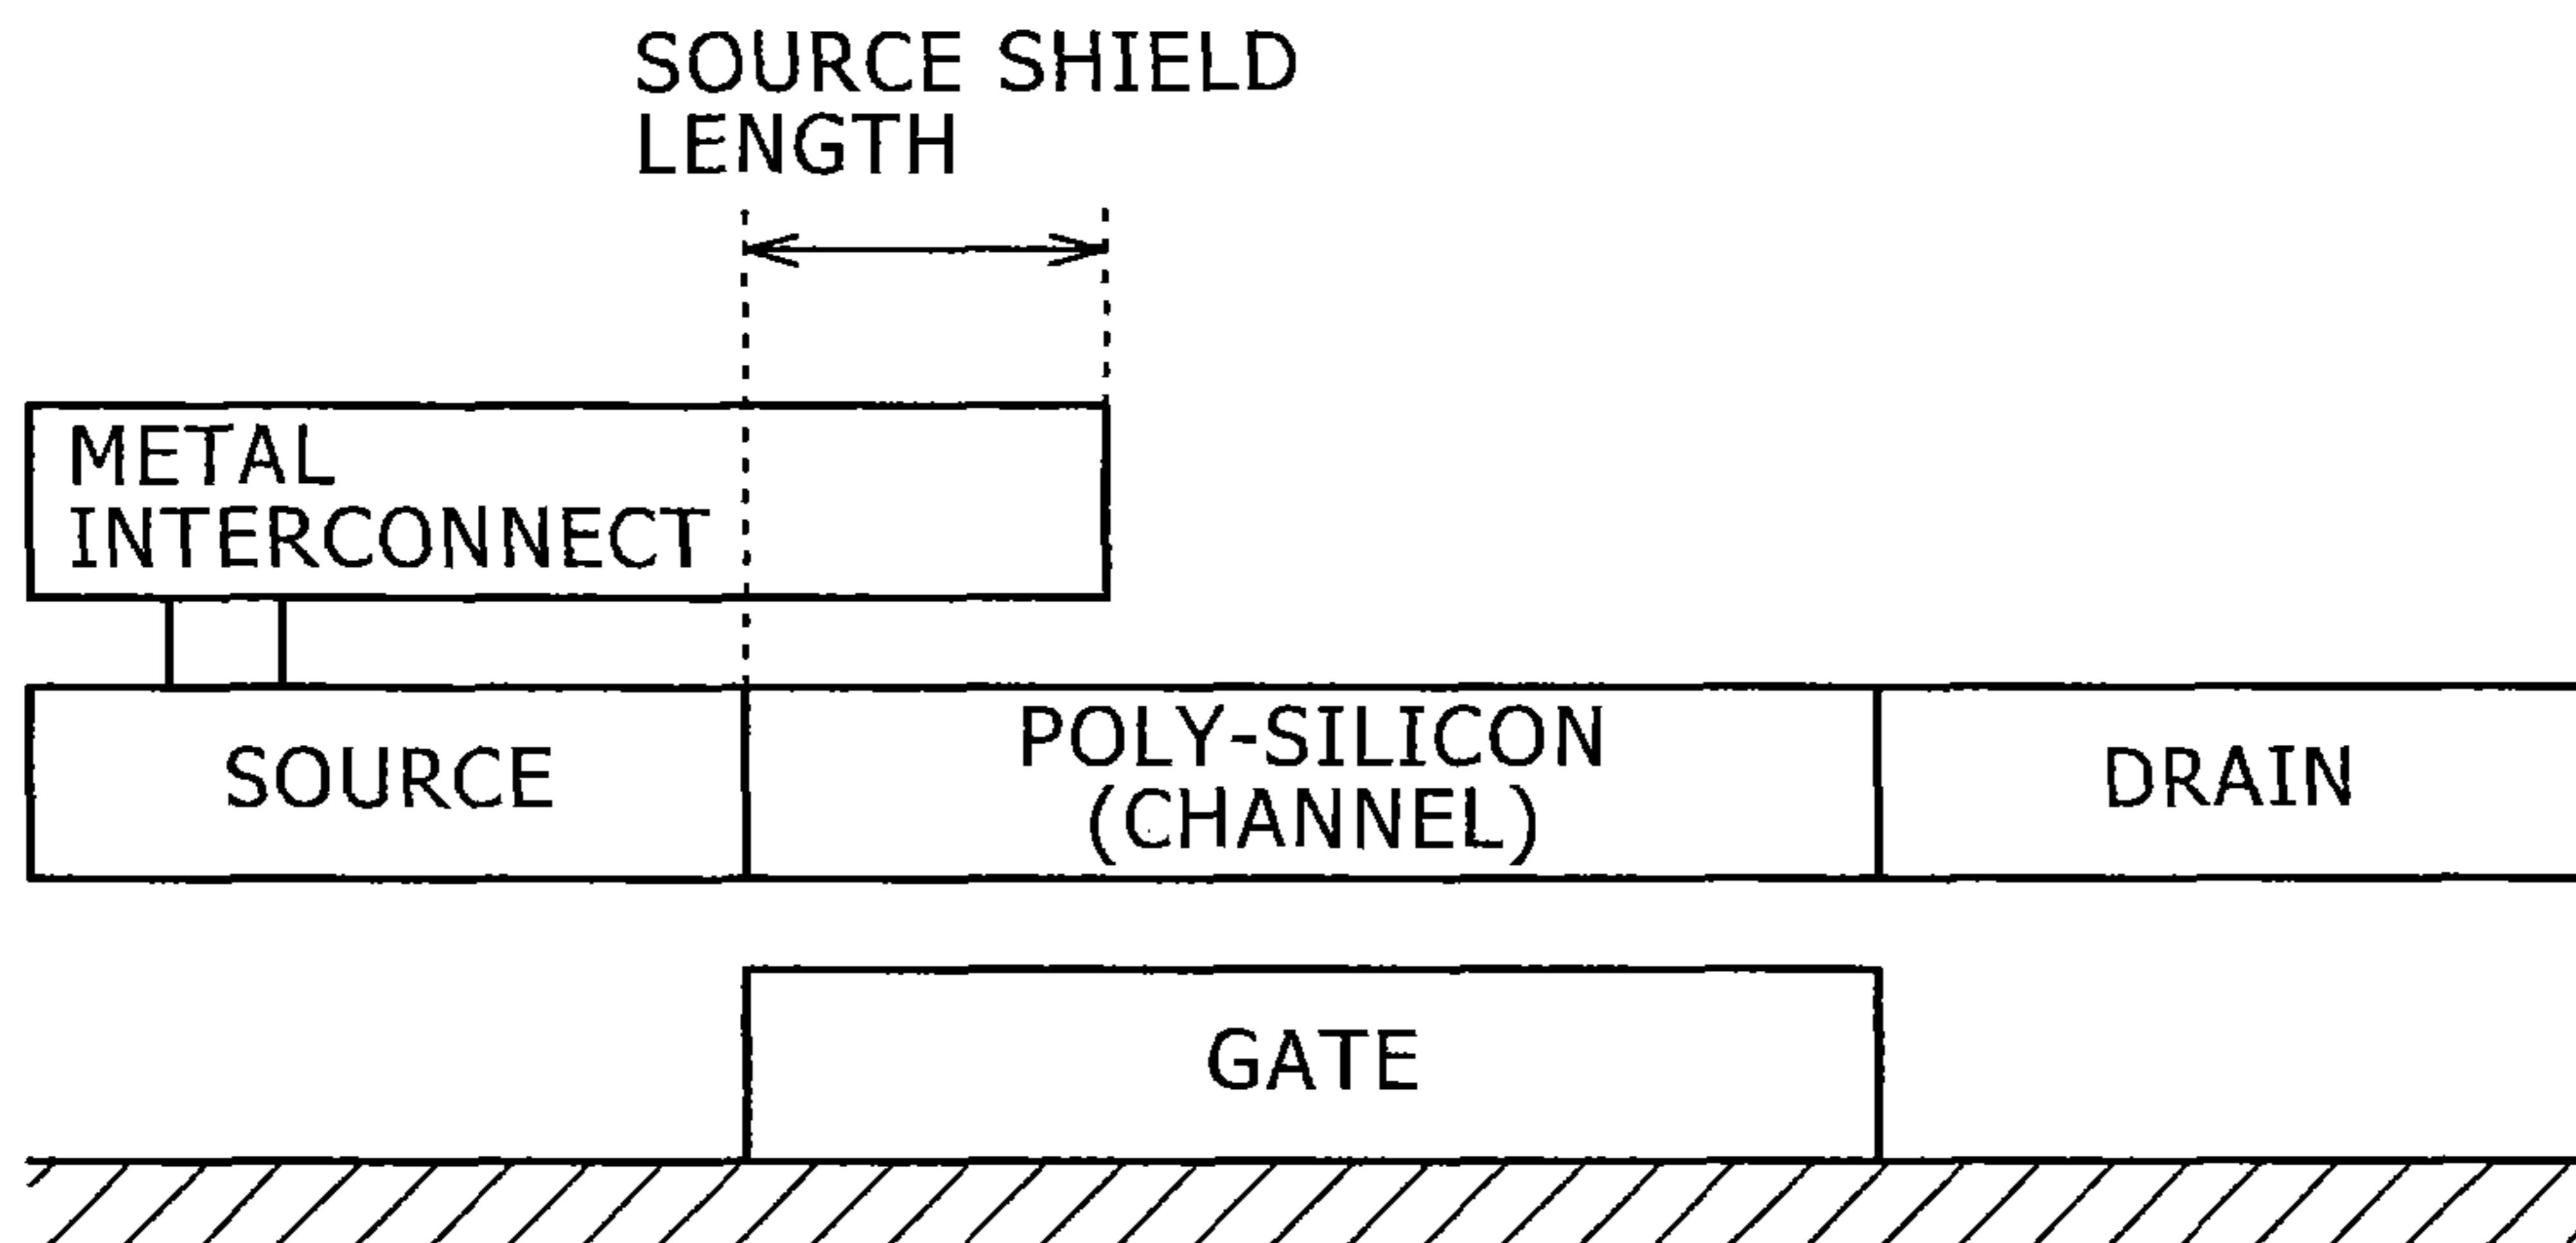 SOURCE SHIELD
LENGTH
METAL
INTERCONNECT
SOURCE
POLY-SILICON
(CHANNEL)
DRAIN
GATE